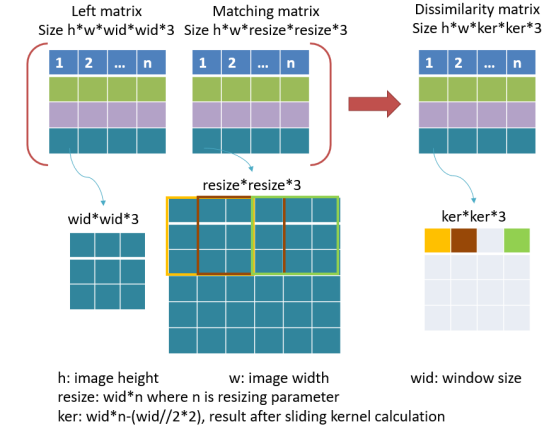 Left matrix
Size h*w*wid*wid*3
Matching matrix
Size h*w*resize*resize*3
Dissimilarity matrix
Size h*w*ker*ker*3
1 2 ... n
1 2 ... n
1 2 ... n
resize*resize*3
wid*wid*3
ker*ker*3
h: image height
w: image width
wid: window size
resize: wid*n where n is resizing parameter
ker: wid*n-(wid//2*2), result after sliding kernel calculation